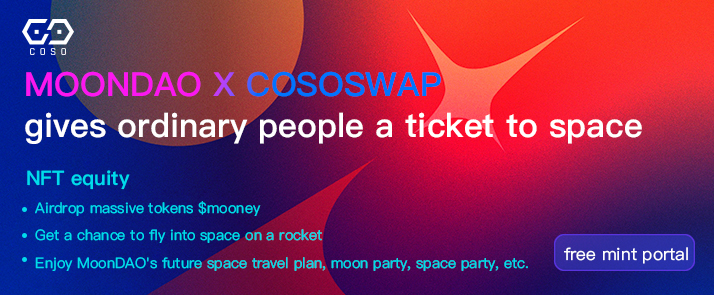 COSO
MOONDAO X COSOSWAP
gives ordinary people a ticket to space
NFT equity
• Airdrop massive tokens $mooney
• Get a chance to fly into space on a rocket
• Enjoy MoonDAO's future space travel plan, moon party, space party, etc.
free mint portal